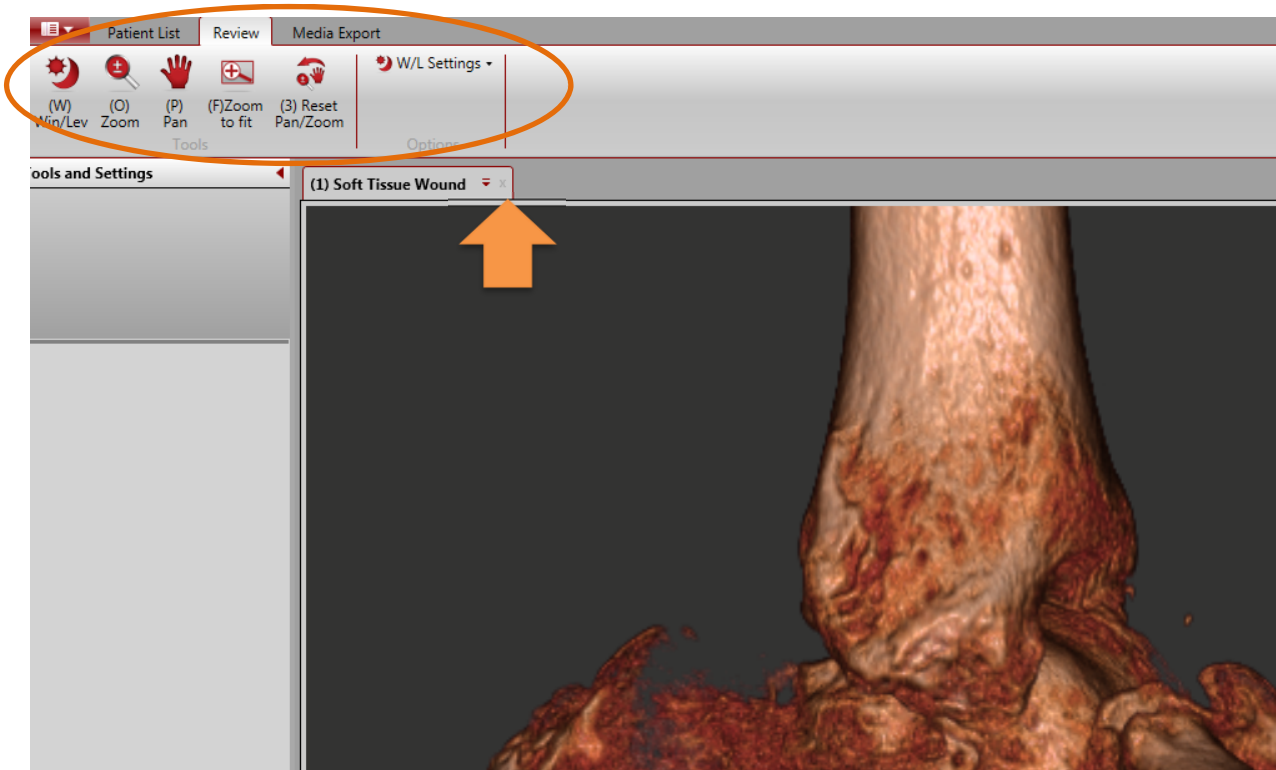 Patient List Review Media Export
(W) Win/Lev
(O) Zoom
(P) Pan
(F)Zoom to fit
(3) Reset Pan/Zoom
W/L Settings
Tools
Options
ools and Settings
(1) Soft Tissue Wound x